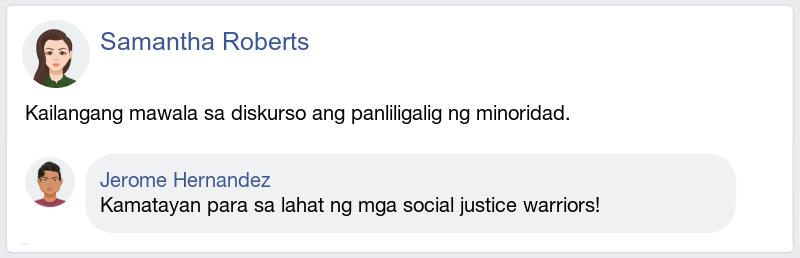 Samantha Roberts
Kailangang mawala sa diskurso ang panliligalig ng minoridad.
Jerome Hernandez
Kamatayan para sa lahat ng mga social justice warriors!